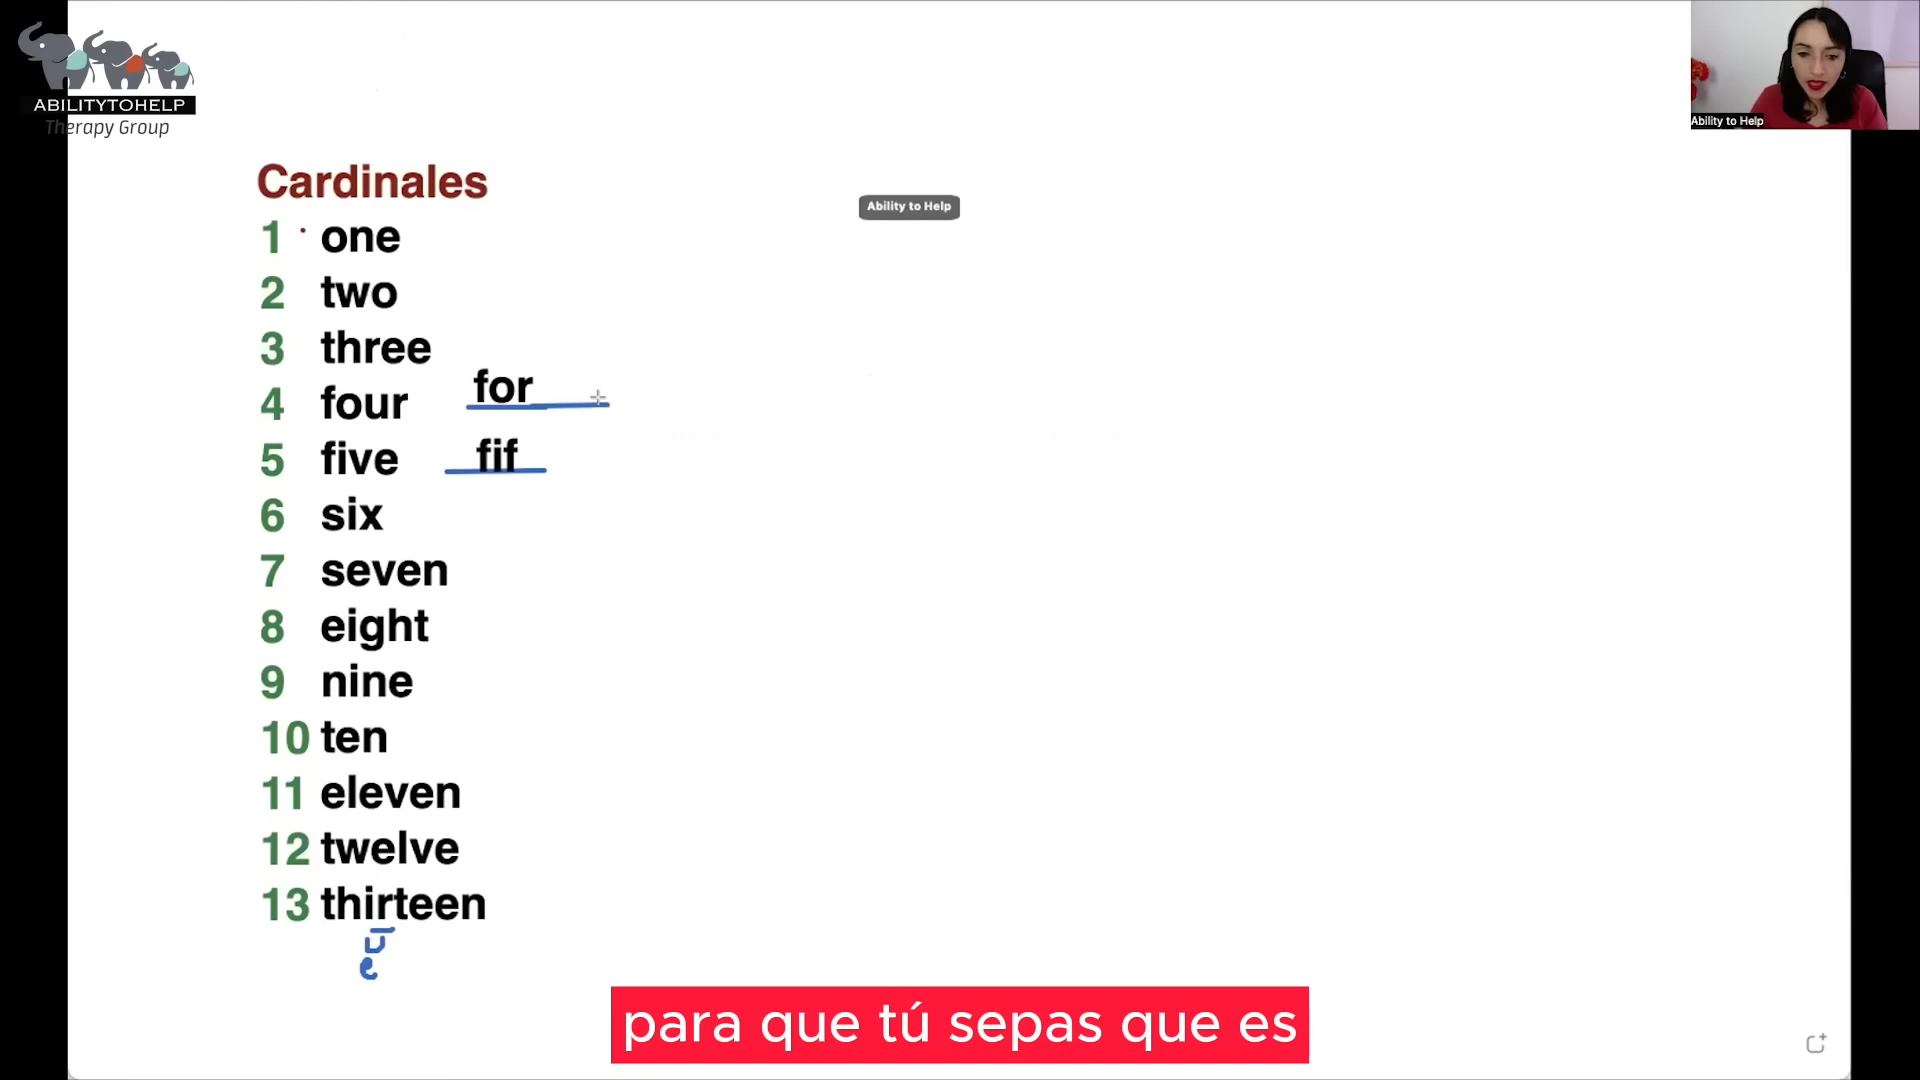 ABILITYTOHELP
Therapy Group
Ability to Help
Cardinales
Ability to Help
1 one
2 two
3 three
4 four for
5 five fif
6 six
7 seven
8 eight
9 nine
10 ten
11 eleven
12 twelve
13 thirteen
u
e
para que tú sepas que es